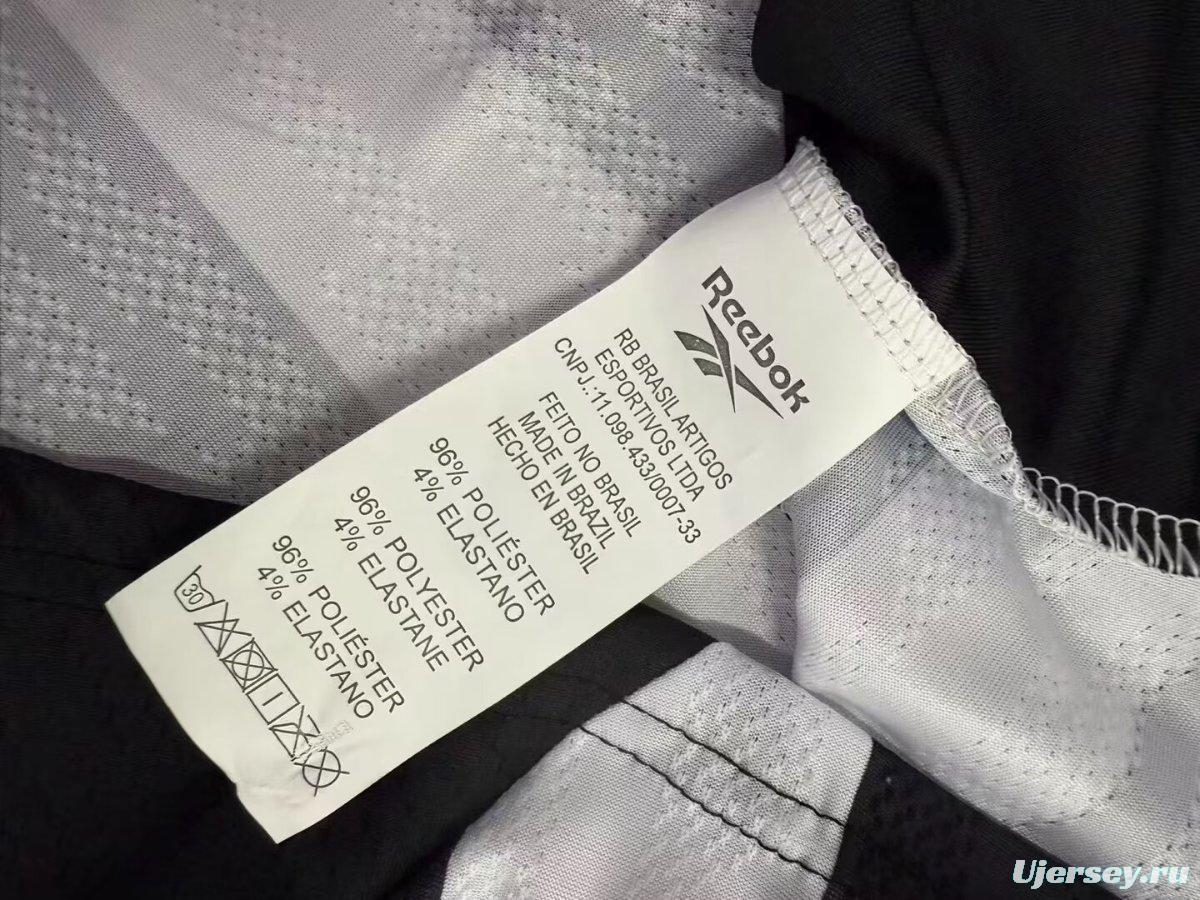 Reebok
RB BRASIL ARTIGOS
ESPORTIVOS LTDA
CNPJ.:11.098.433/0007-33
FEITO NO BRASIL
MADE IN BRAZIL
HECHO EN BRASIL
96% POLIÉSTER
4% ELASTANO
96% POLYESTER
4% ELASTANE
96% POLIÉSTER
4% ELASTANO
30
Ujersey.ru